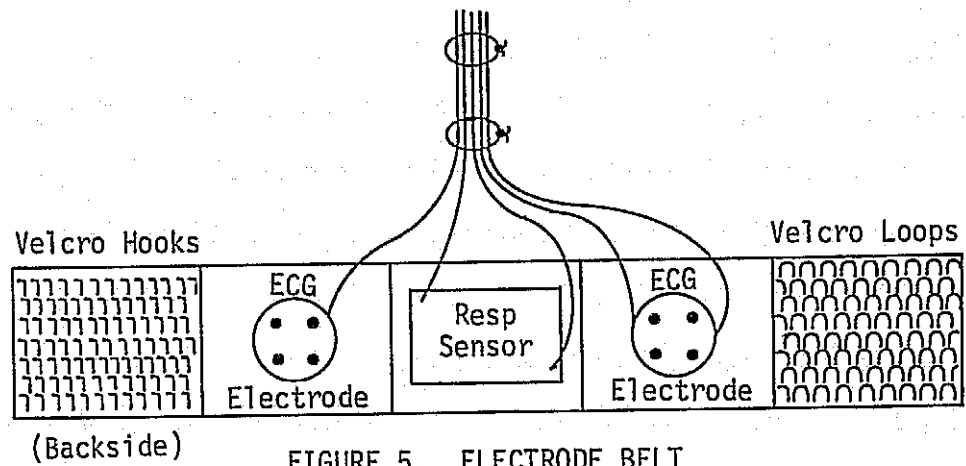 Velcro Hooks
Velcro Loops
ECG
Electrode
Resp
Sensor
ECG
Electrode
(Backside)
FIGURE 5 ELECTRODE BELT